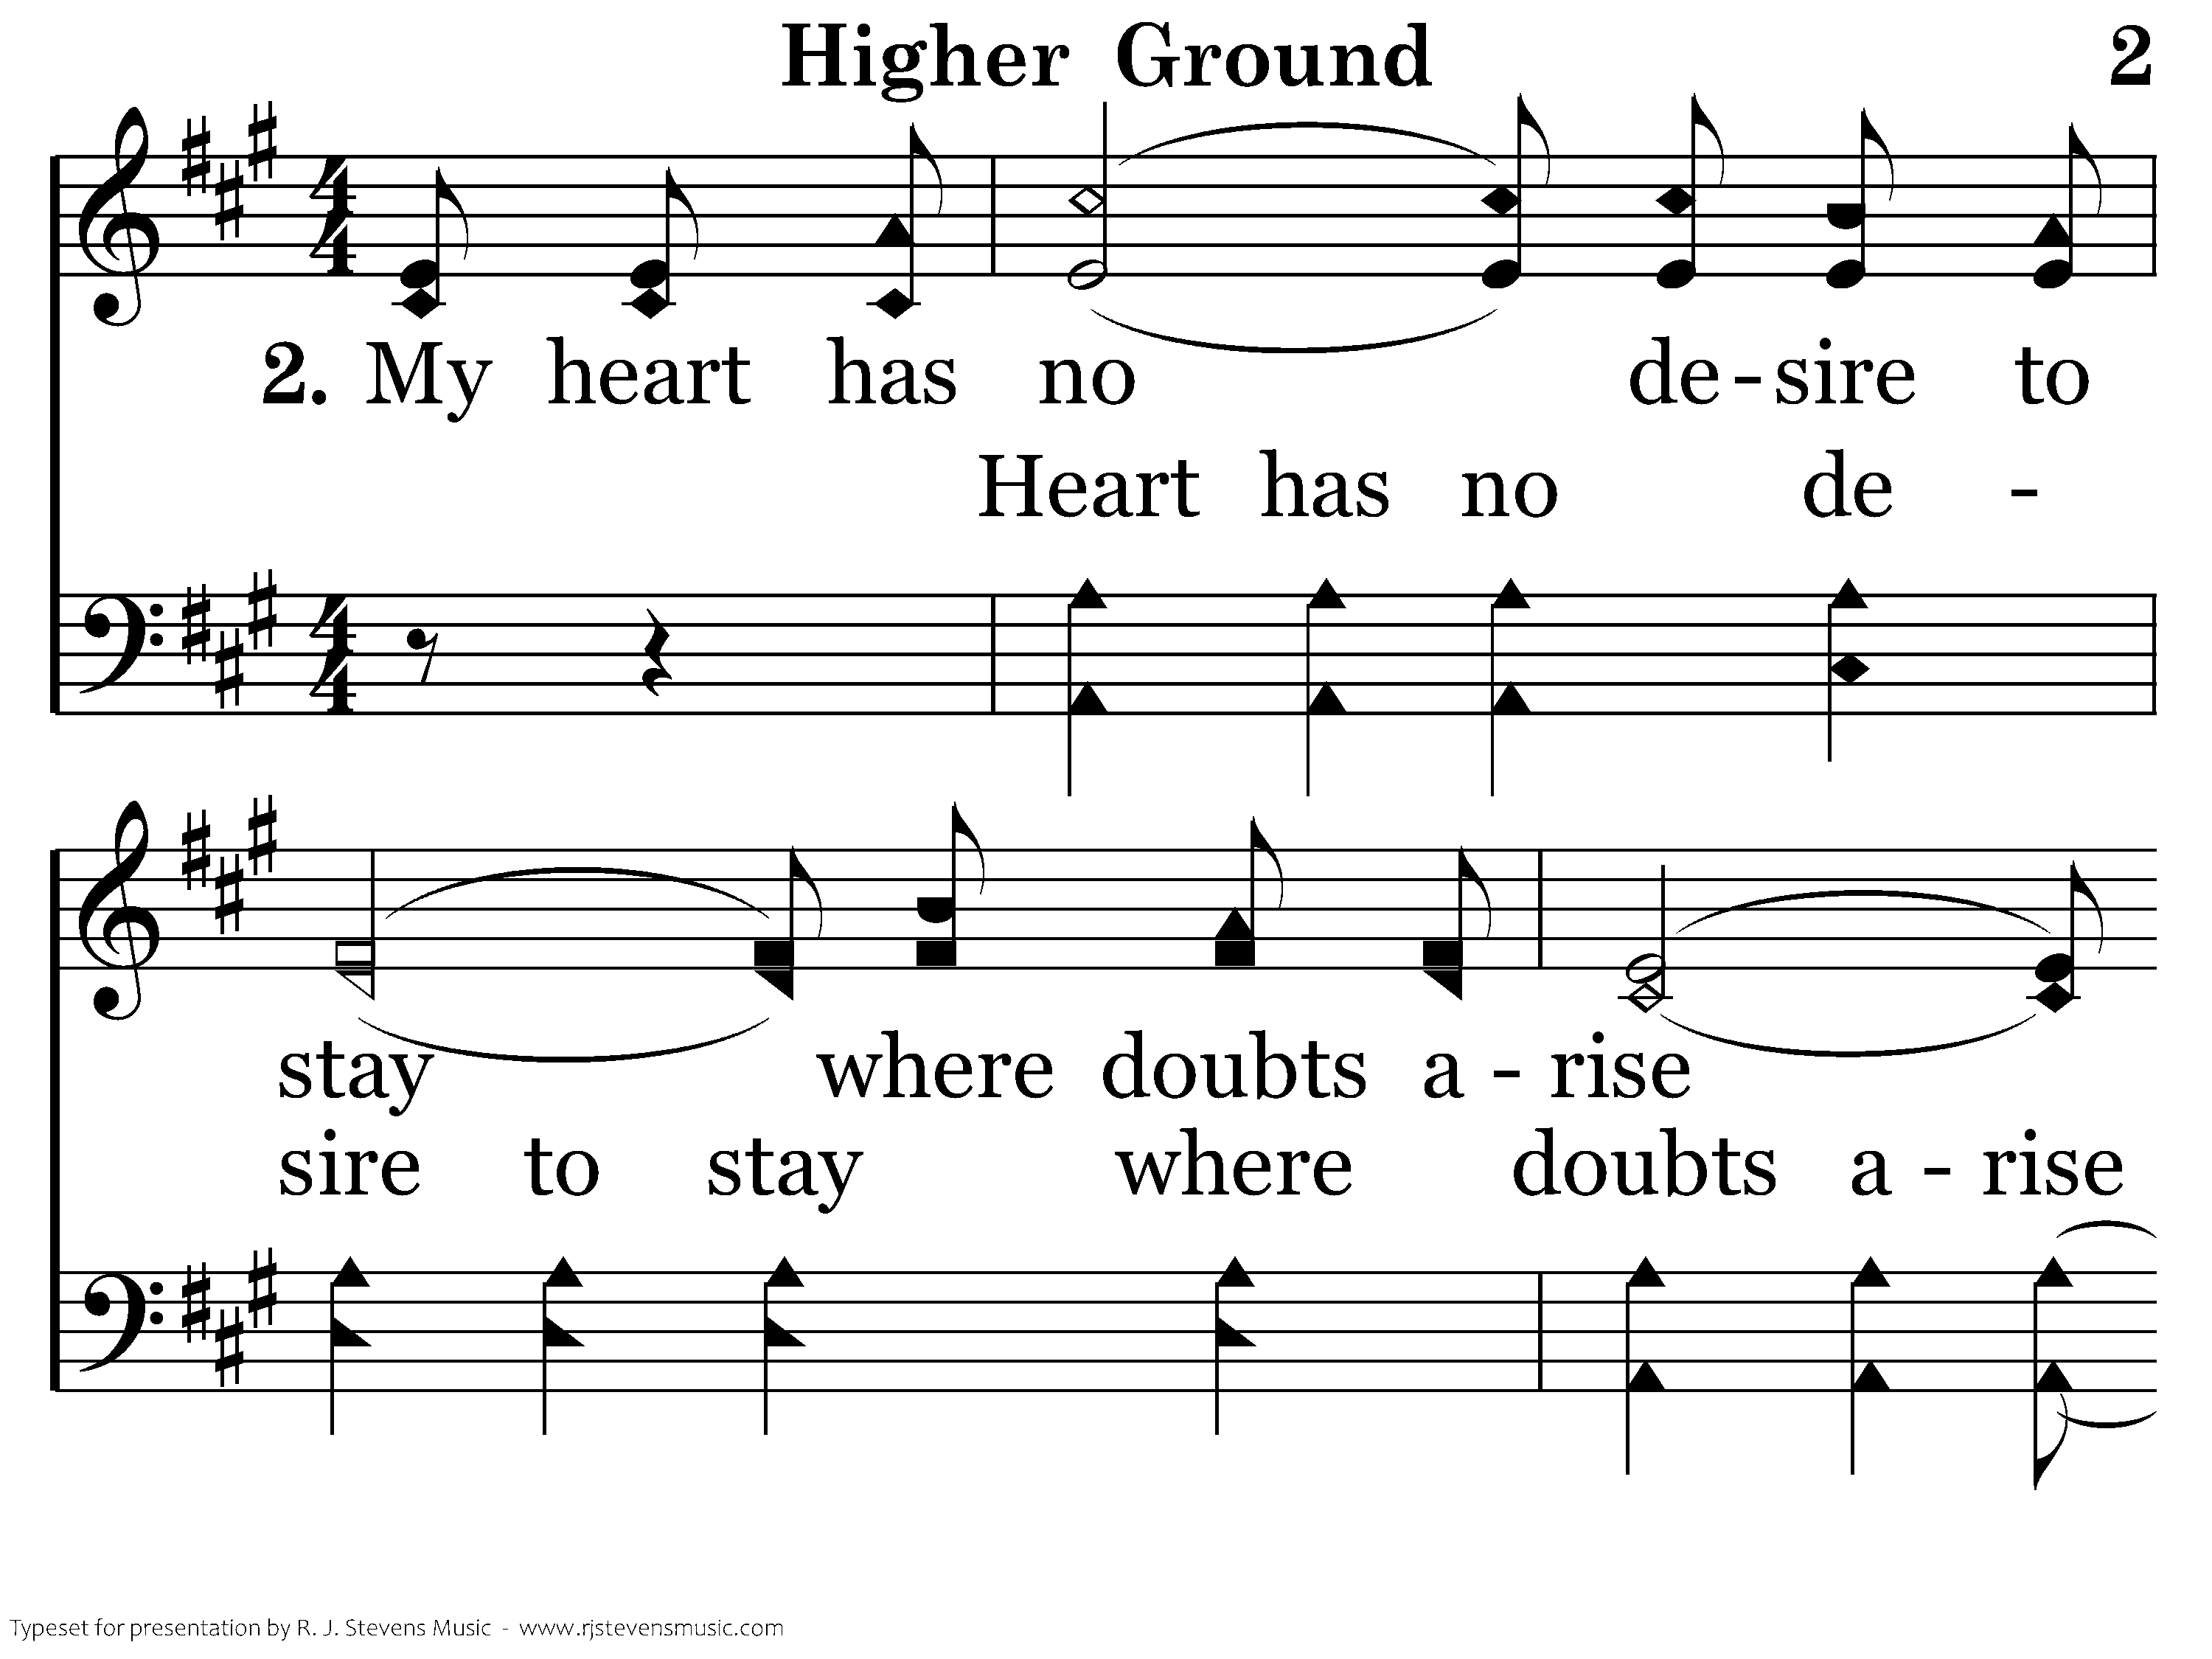 Higher Ground 2
2. My heart has no de-sire to
Heart has no de -
stay where doubts a - rise
sire to stay where doubts a - rise
Typeset for presentation by R. J. Stevens Music - www.rjstevensmusic.com